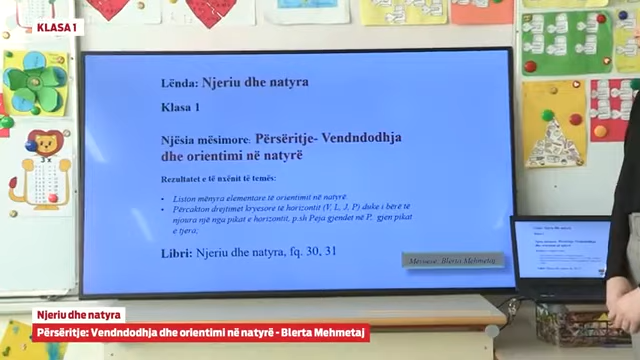 KLASA 1
Lënda: Njeriu dhe natyra
Klasa 1
Njësia mësimore: Përsëritje- Vendndodhja
dhe orientimi në natyrë
Rezultatet e të nxënit të temës:
• Liston mënyra elementare të orientimit në natyrë.
• Përcakton drejtimet kryesore të horizontit (V, L, J, P) duke i bërë të
njoura një nga pikat e horizontit, p.sh Peja gjendet në P, gjen pikat
e tjera;
Libri: Njeriu dhe natyra, fq. 30, 31
Mësuese: Blerta Mehmetaj
Njeriu dhe natyra
Përsëritje: Vendndodhja dhe orientimi në natyrë - Blerta Mehmetaj